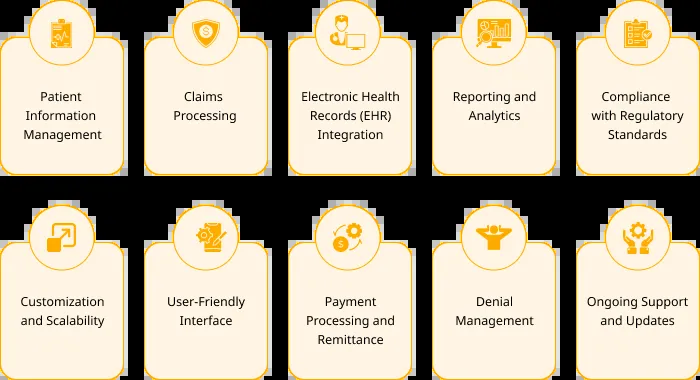 Patient
Information
Management
Claims
Processing
Electronic Health
Records (EHR)
Integration
Reporting and
Analytics
Compliance
with Regulatory
Standards
Customization
and Scalability
User-Friendly
Interface
Payment
Processing and
Remittance
Denial
Management
Ongoing Support
and Updates